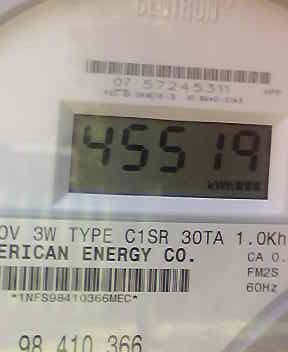 CENTRON
07 57245311
45519
kWh
0V 3W TYPE C1SR 30TA 1.0Kh
ERICAN ENERGY CO.
CA 0.
FM2S
*1NFS98410366MEC*
60Hz
98 410 366